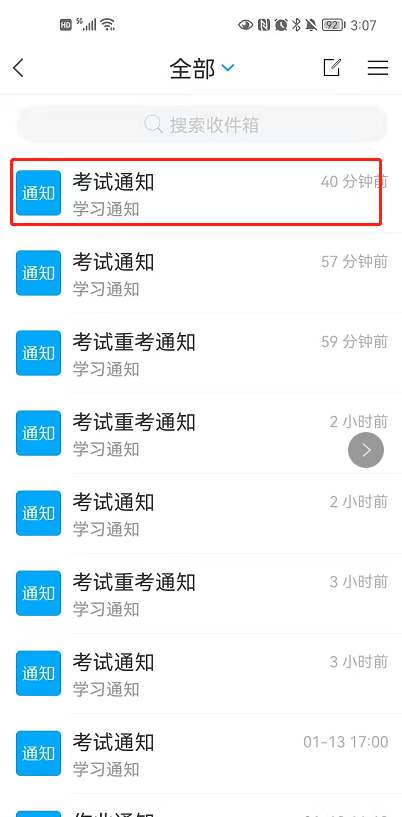 HD 5G 92 3:07
全部
搜索收件箱
通知 考试通知 40 分钟前
学习通知
通知 考试通知 57 分钟前
学习通知
通知 考试重考通知 59 分钟前
学习通知
通知 考试重考通知 2 小时前
学习通知
通知 考试通知 2 小时前
学习通知
通知 考试重考通知 3 小时前
学习通知
通知 考试通知 3 小时前
学习通知
通知 考试通知 01-13 17:00
学习通知